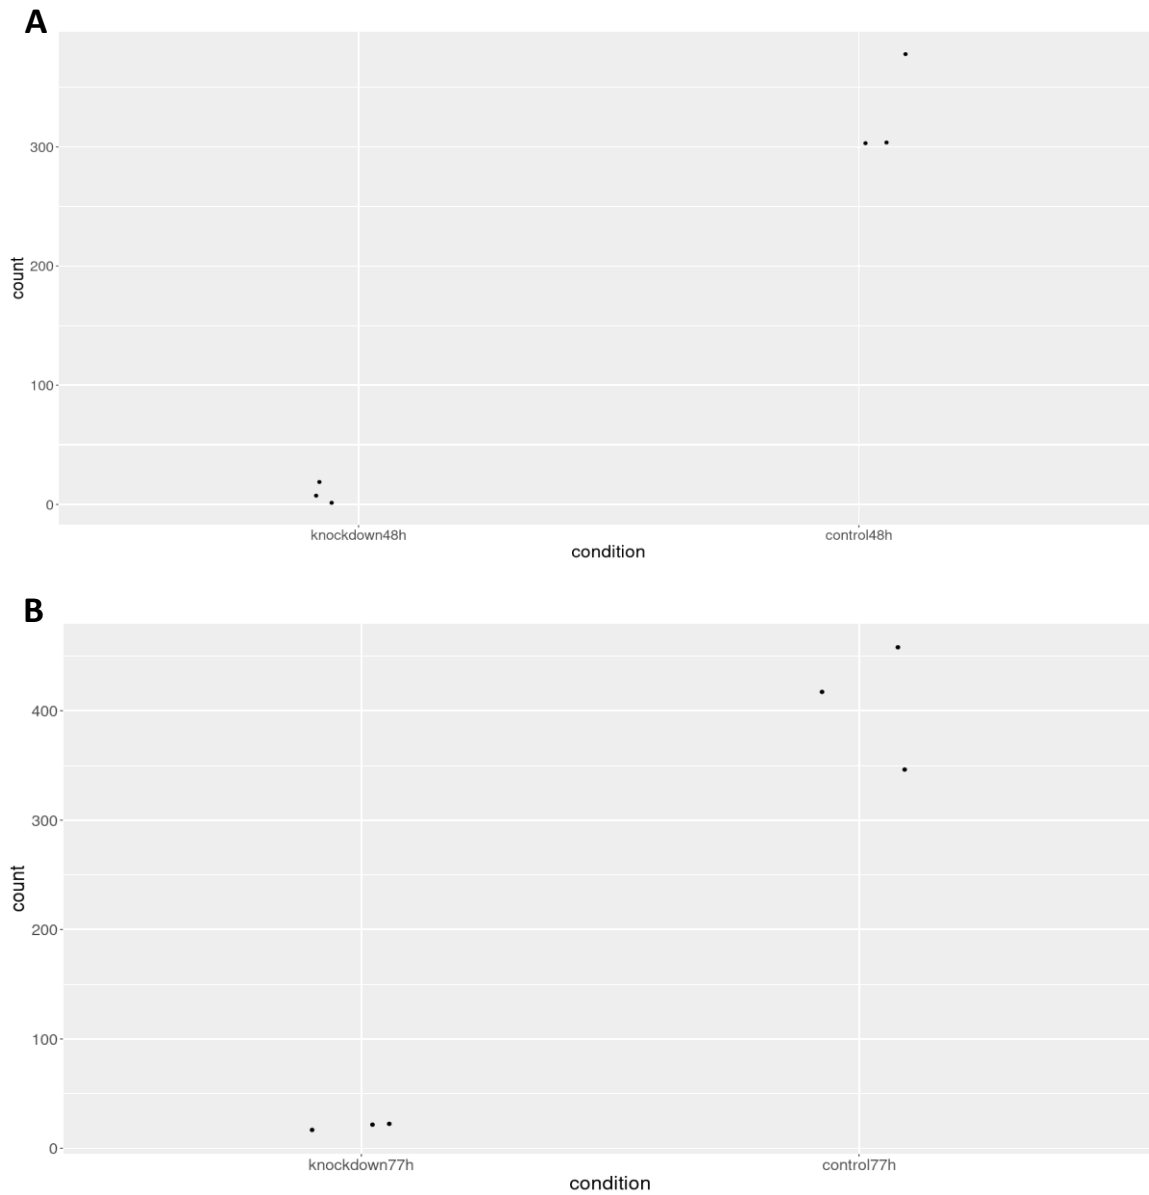 A
300
200
100
0
count
knockdown48h control48h
condition
B
400
300
200
100
0
count
knockdown77h control77h
condition